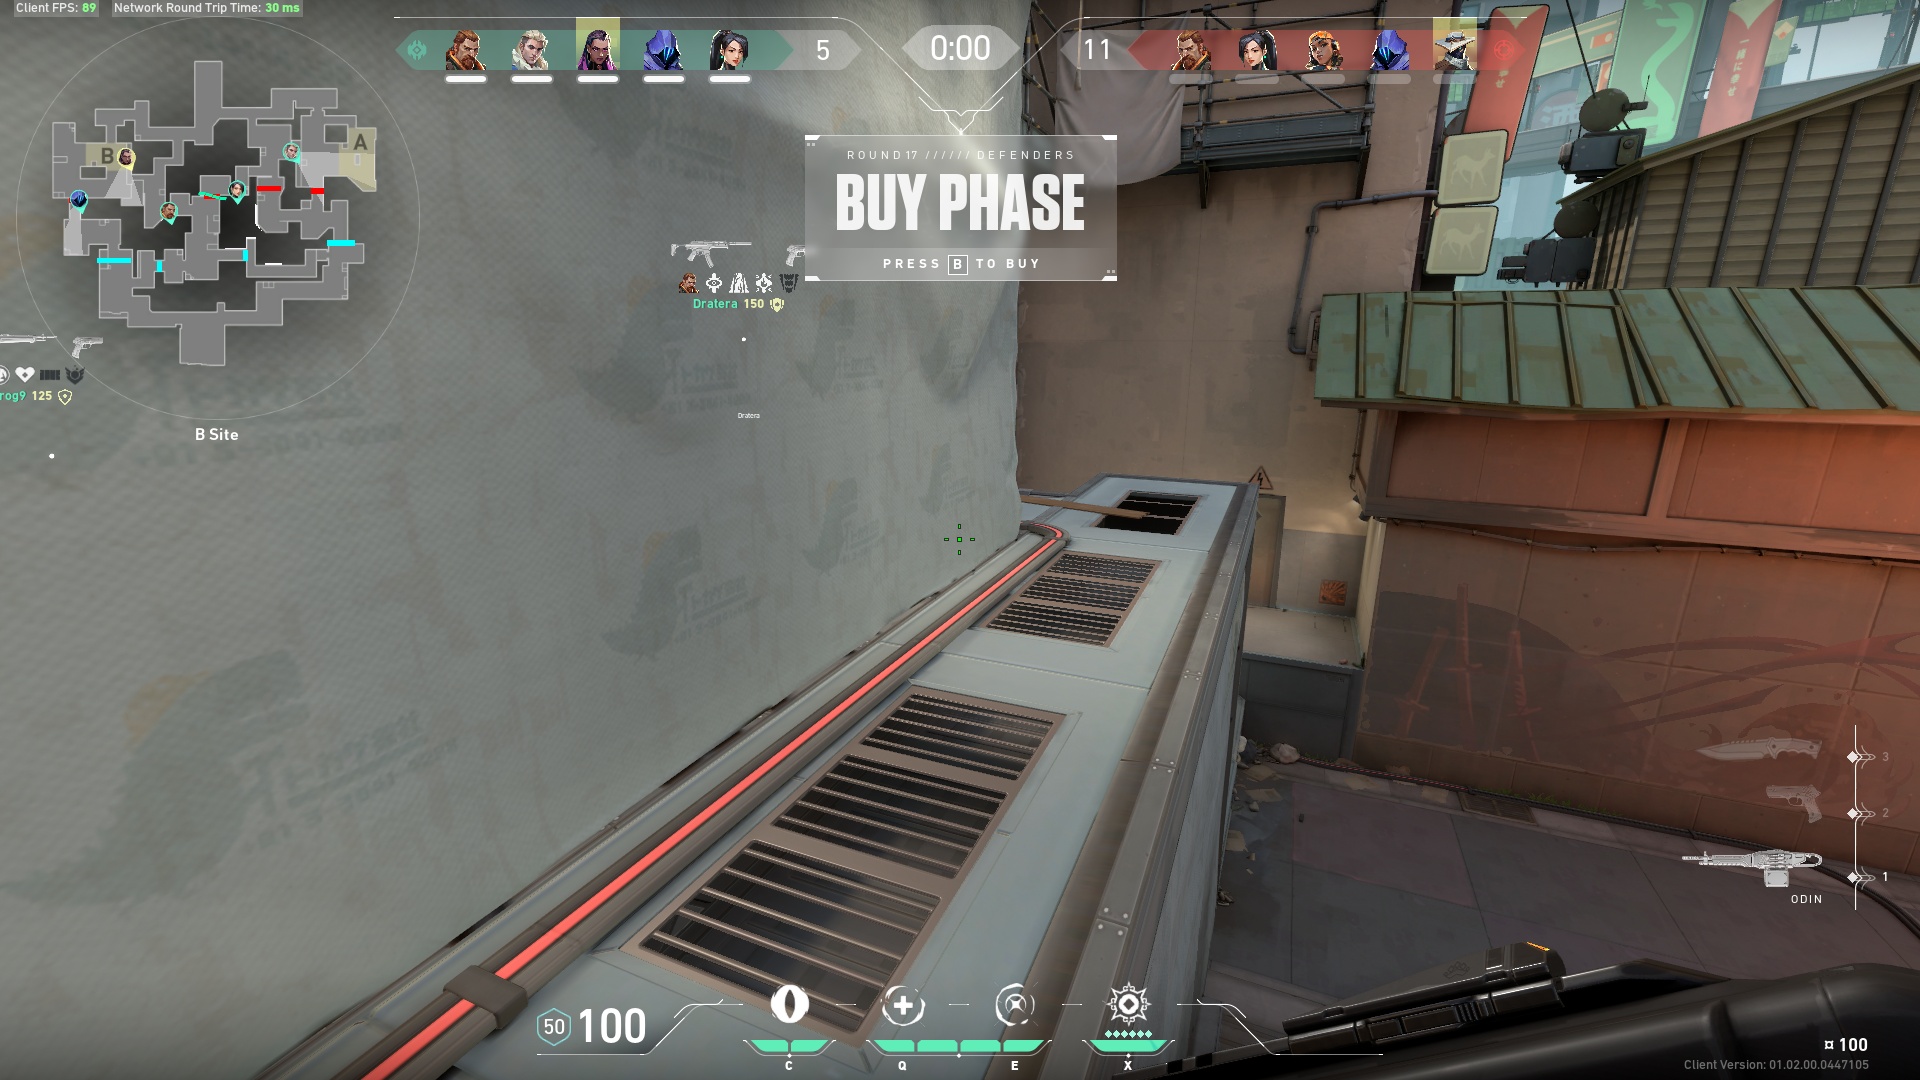 Client FPS: 89 Network Round Trip Time: 30 ms
5
0:00
11
ROUND 17 ////// DEFENDERS
BUY PHASE
PRESS B TO BUY
A
B
B Site
Dratera 150
Dratera
rog9 125
3
2
1
ODIN
50 100
C
Q
E
X
¤ 100
Client Version: 01.02.00.0447105